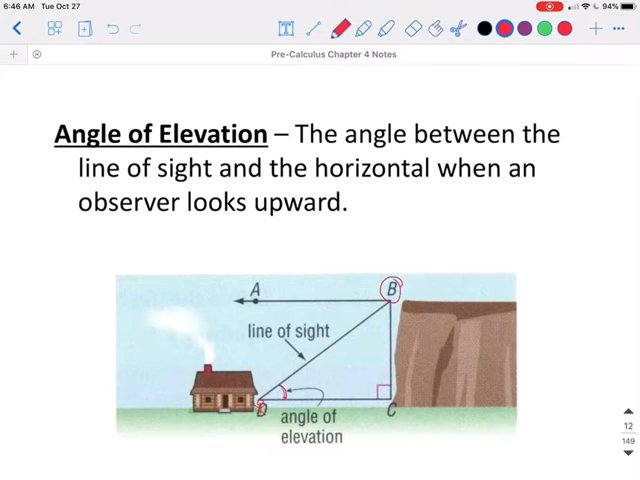 6:46 AM Tue Oct 27
94%
Pre-Calculus Chapter 4 Notes
Angle of Elevation – The angle between the
line of sight and the horizontal when an
observer looks upward.
A
B
line of sight
D
C
angle of
elevation
12
149